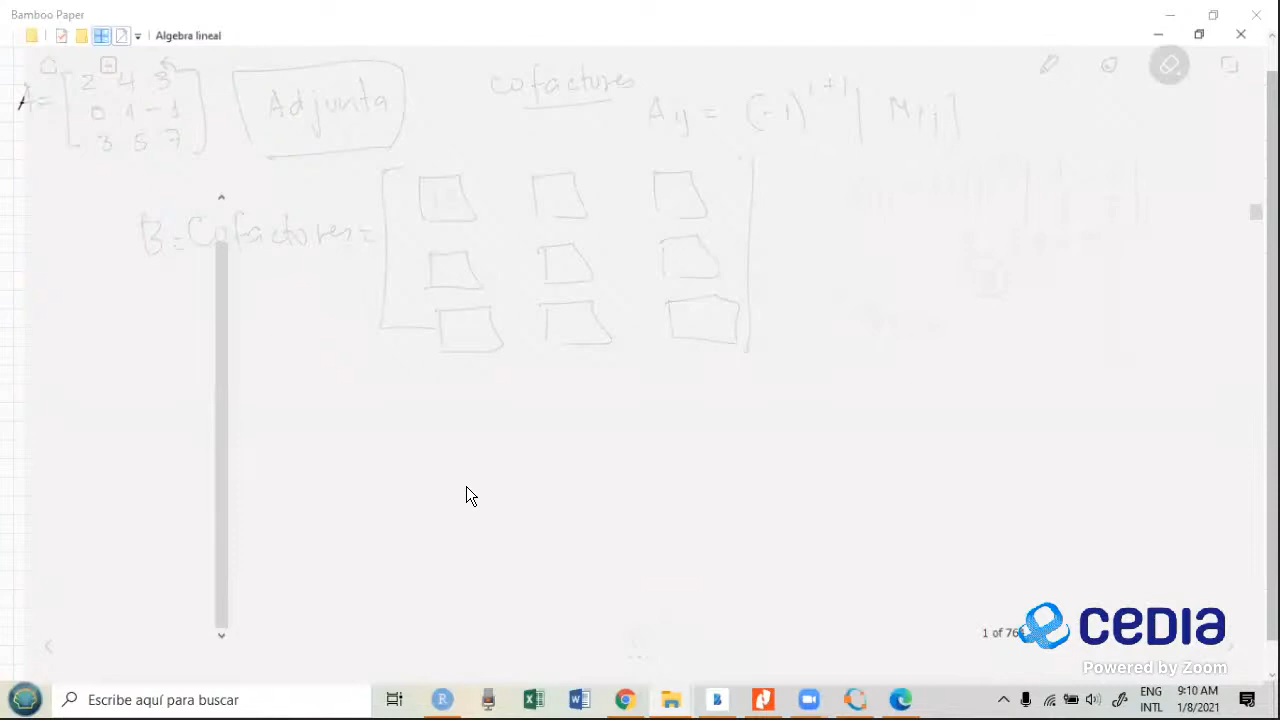 Bamboo Paper
Algebra lineal
A = [2 4 3
0 1 -1
3 5 7]
Adjunta
cofactores
Aij = (-1)^i+j | Mij |
B = Cofactores =
1 of 76
cedia
Powered by Zoom
Escribe aquí para buscar
ENG
INTL
9:10 AM
1/8/2021